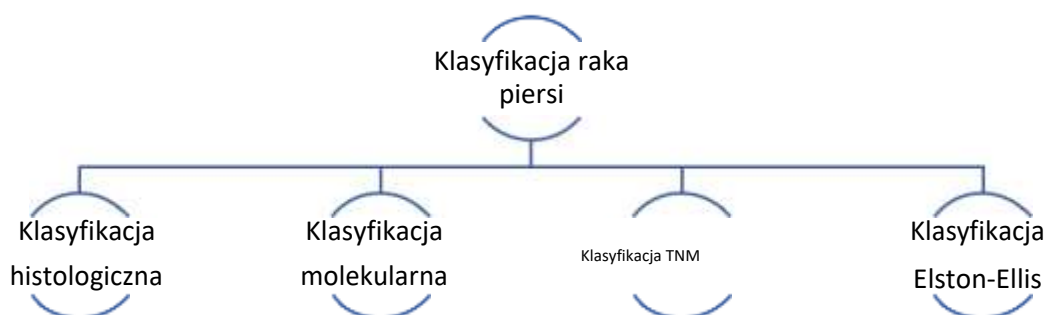 Klasyfikacja raka
piersi
Klasyfikacja
histologiczna
Klasyfikacja
molekularna
Klasyfikacja TNM
Klasyfikacja
Elston-Ellis